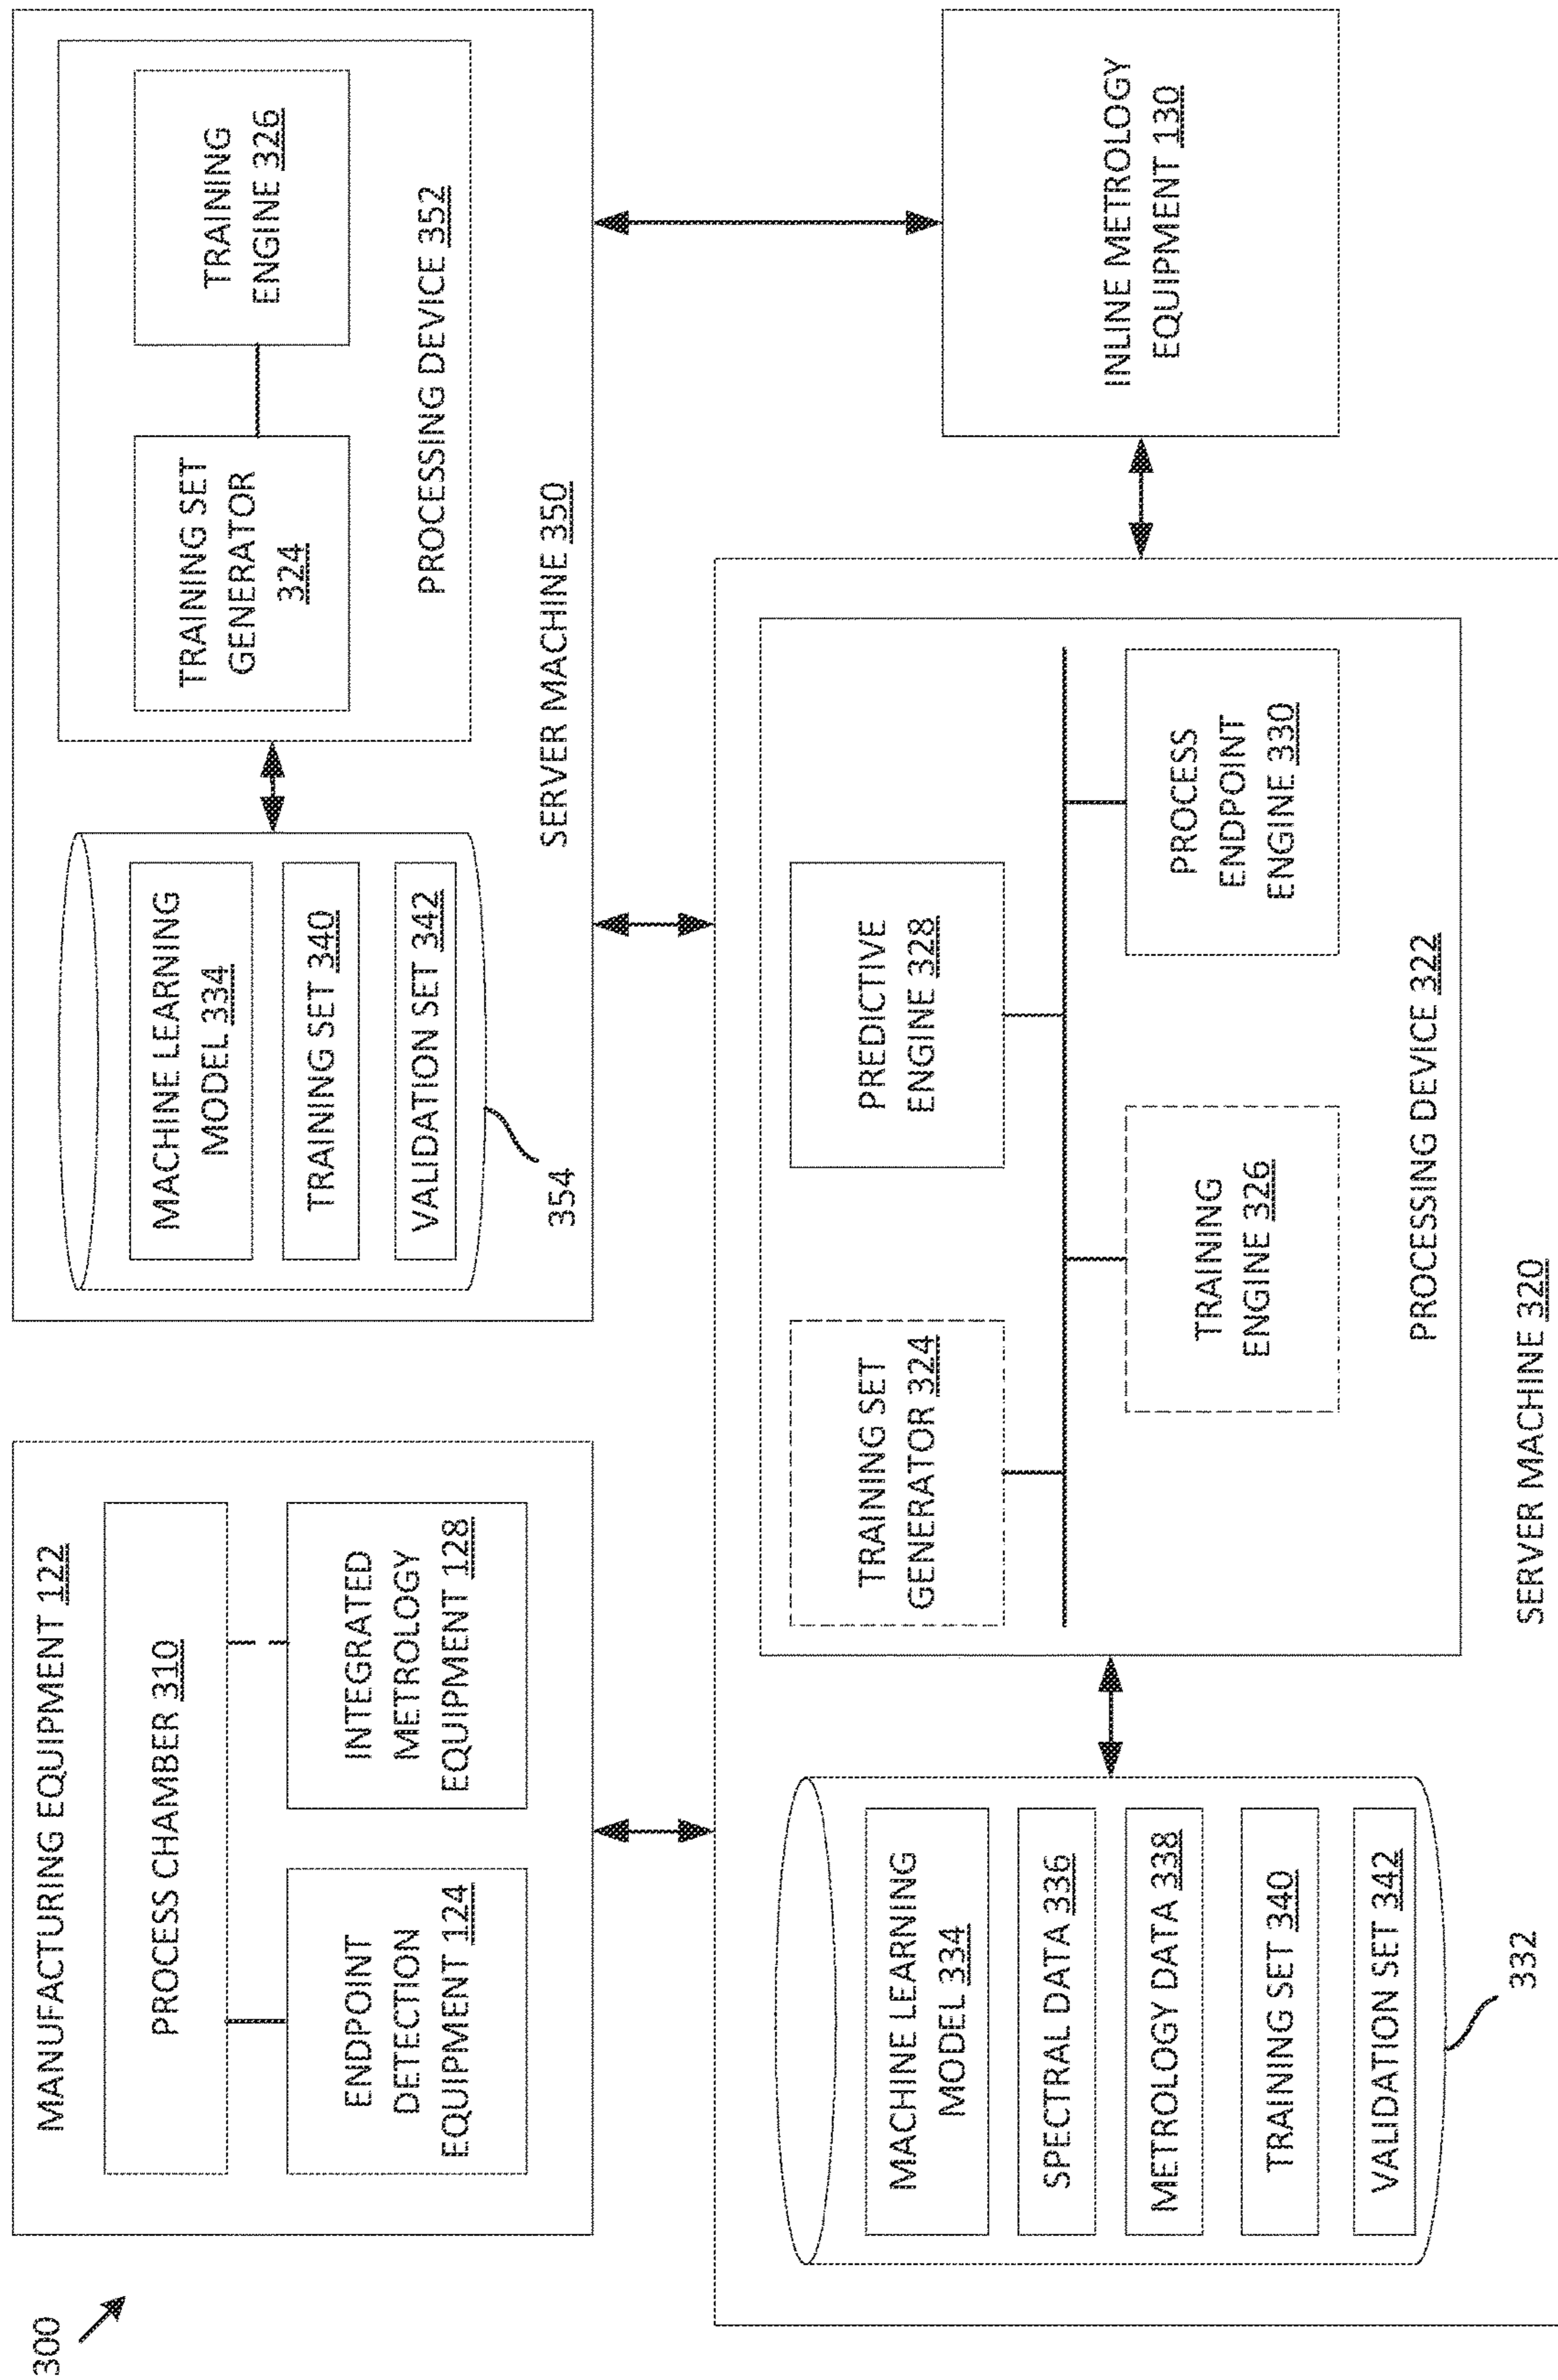 300
MANUFACTURING EQUIPMENT 122
PROCESS CHAMBER 310
ENDPOINT
DETECTION
EQUIPMENT 124
INTEGRATED
METROLOGY
EQUIPMENT 128
MACHINE LEARNING
MODEL 334
TRAINING SET 340
VALIDATION SET 342
354
TRAINING SET
GENERATOR
324
TRAINING
ENGINE 326
PROCESSING DEVICE 352
SERVER MACHINE 350
MACHINE LEARNING
MODEL 334
SPECTRAL DATA 336
METROLOGY DATA 338
TRAINING SET 340
VALIDATION SET 342
332
TRAINING SET
GENERATOR 324
PREDICTIVE
ENGINE 328
TRAINING
ENGINE 326
PROCESS
ENDPOINT
ENGINE 330
PROCESSING DEVICE 322
SERVER MACHINE 320
INLINE METROLOGY
EQUIPMENT 130